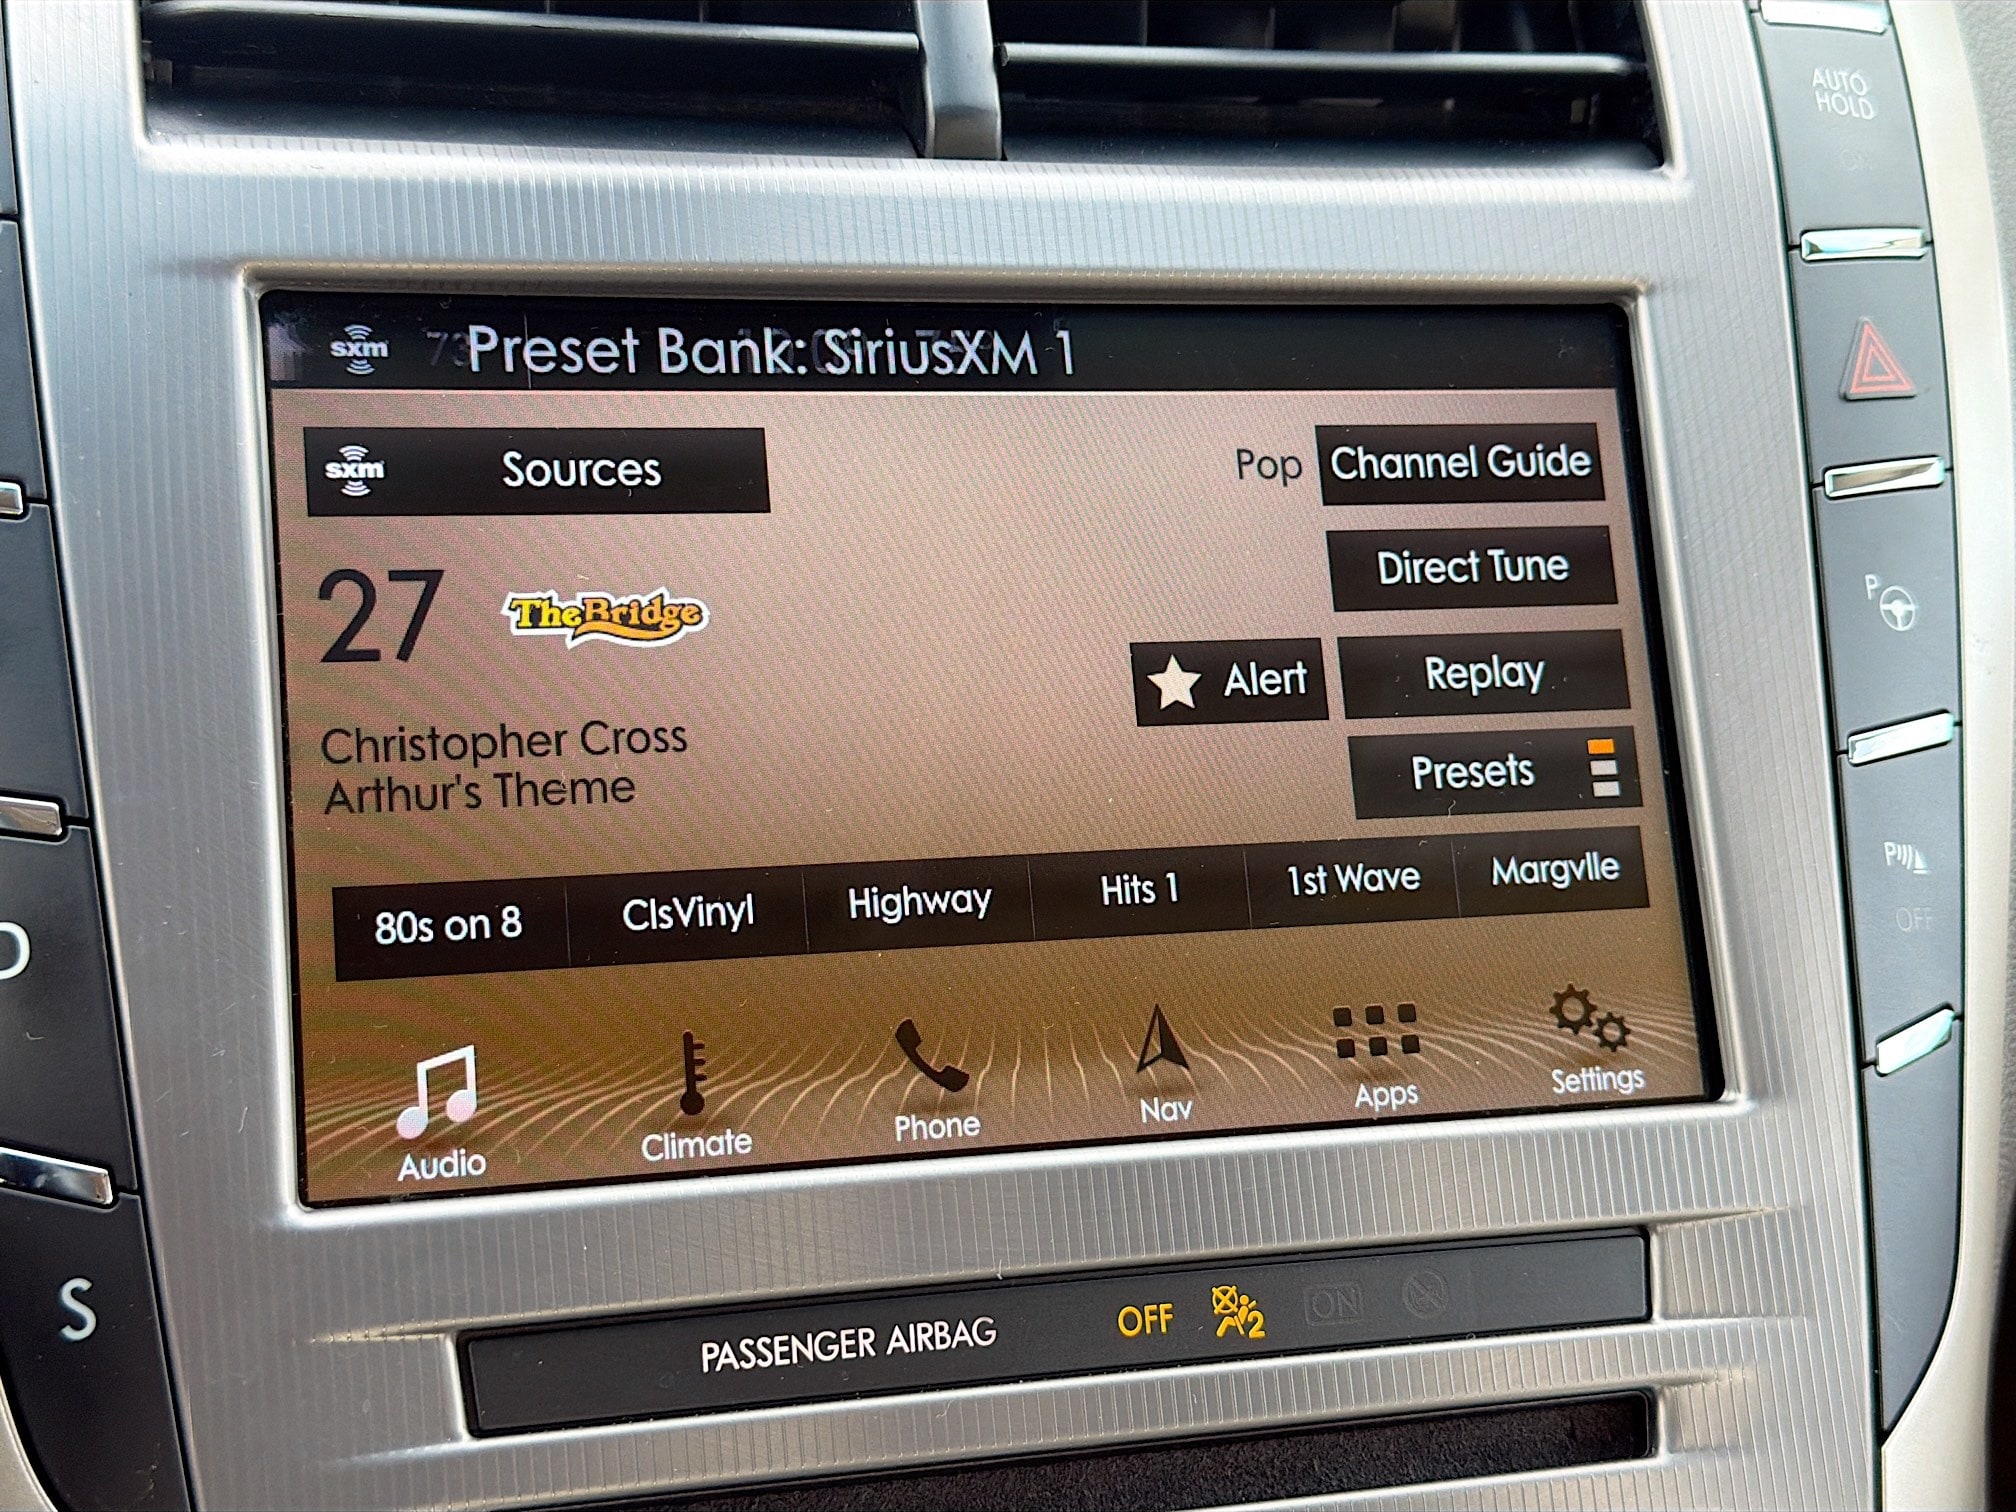 AUTO
HOLD
sxm Preset Bank: SiriusXM 1
sxm Sources
Pop Channel Guide
Direct Tune
27 The Bridge
Alert Replay
Christopher Cross
Arthur's Theme
Presets
80s on 8 ClsVinyl Highway Hits 1 1st Wave Margvlle
Audio Climate Phone Nav Apps Settings
P
P
OFF
D
S
PASSENGER AIRBAG OFF 2 ON